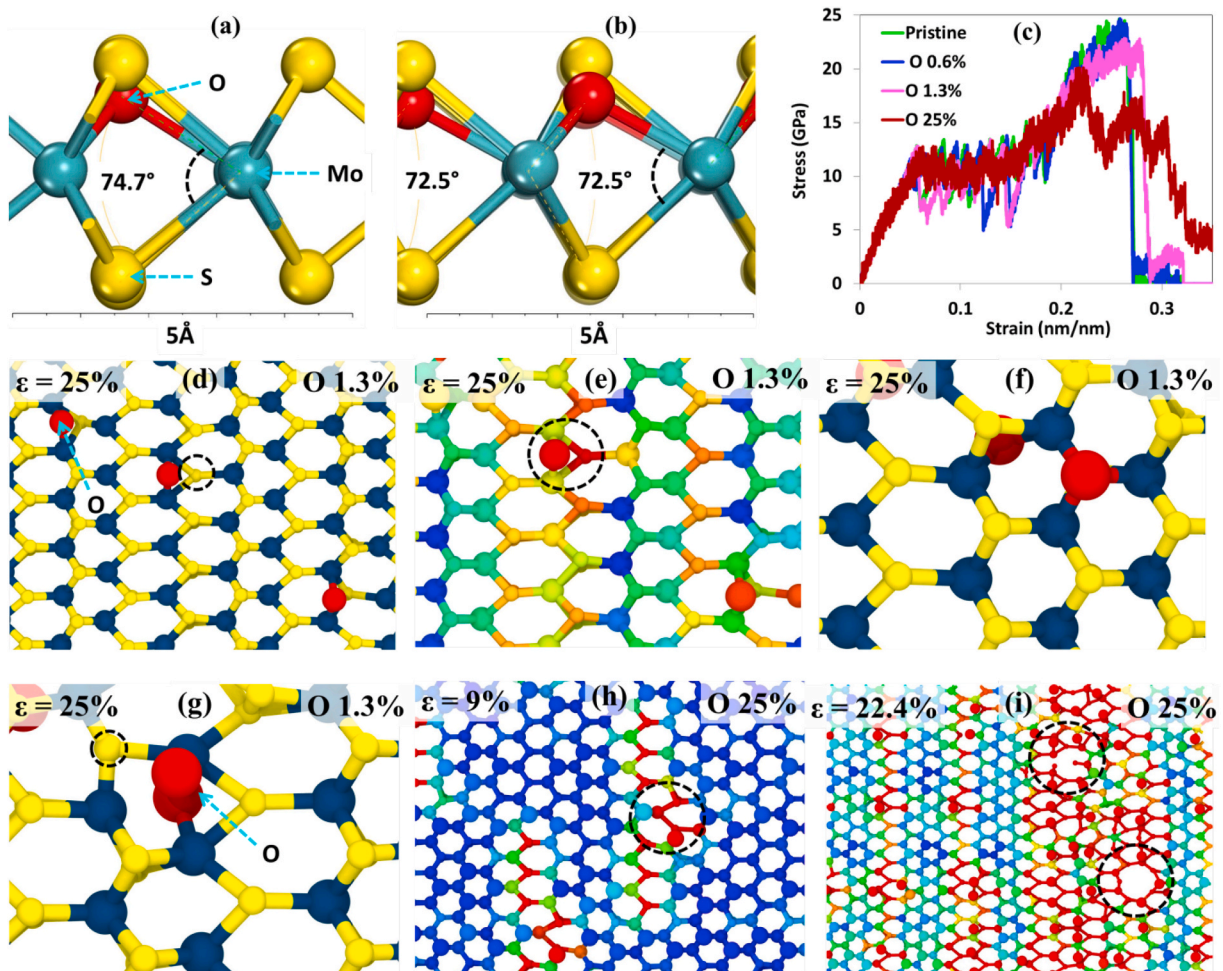 (a)
O
74.7°
Mo
S
5Å
(b)
72.5°
72.5°
5Å
(c)
25
20
15
10
5
0
Stress (GPa)
Pristine
O 0.6%
O 1.3%
O 25%
0
0.1
0.2
0.3
Strain (nm/nm)
ε = 25% (d) O 1.3%
O
ε = 25% (e) O 1.3%
ε = 25% (f) O 1.3%
ε = 25% (g) O 1.3%
O
ε = 9% (h) O 25%
ε = 22.4% (i) O 25%